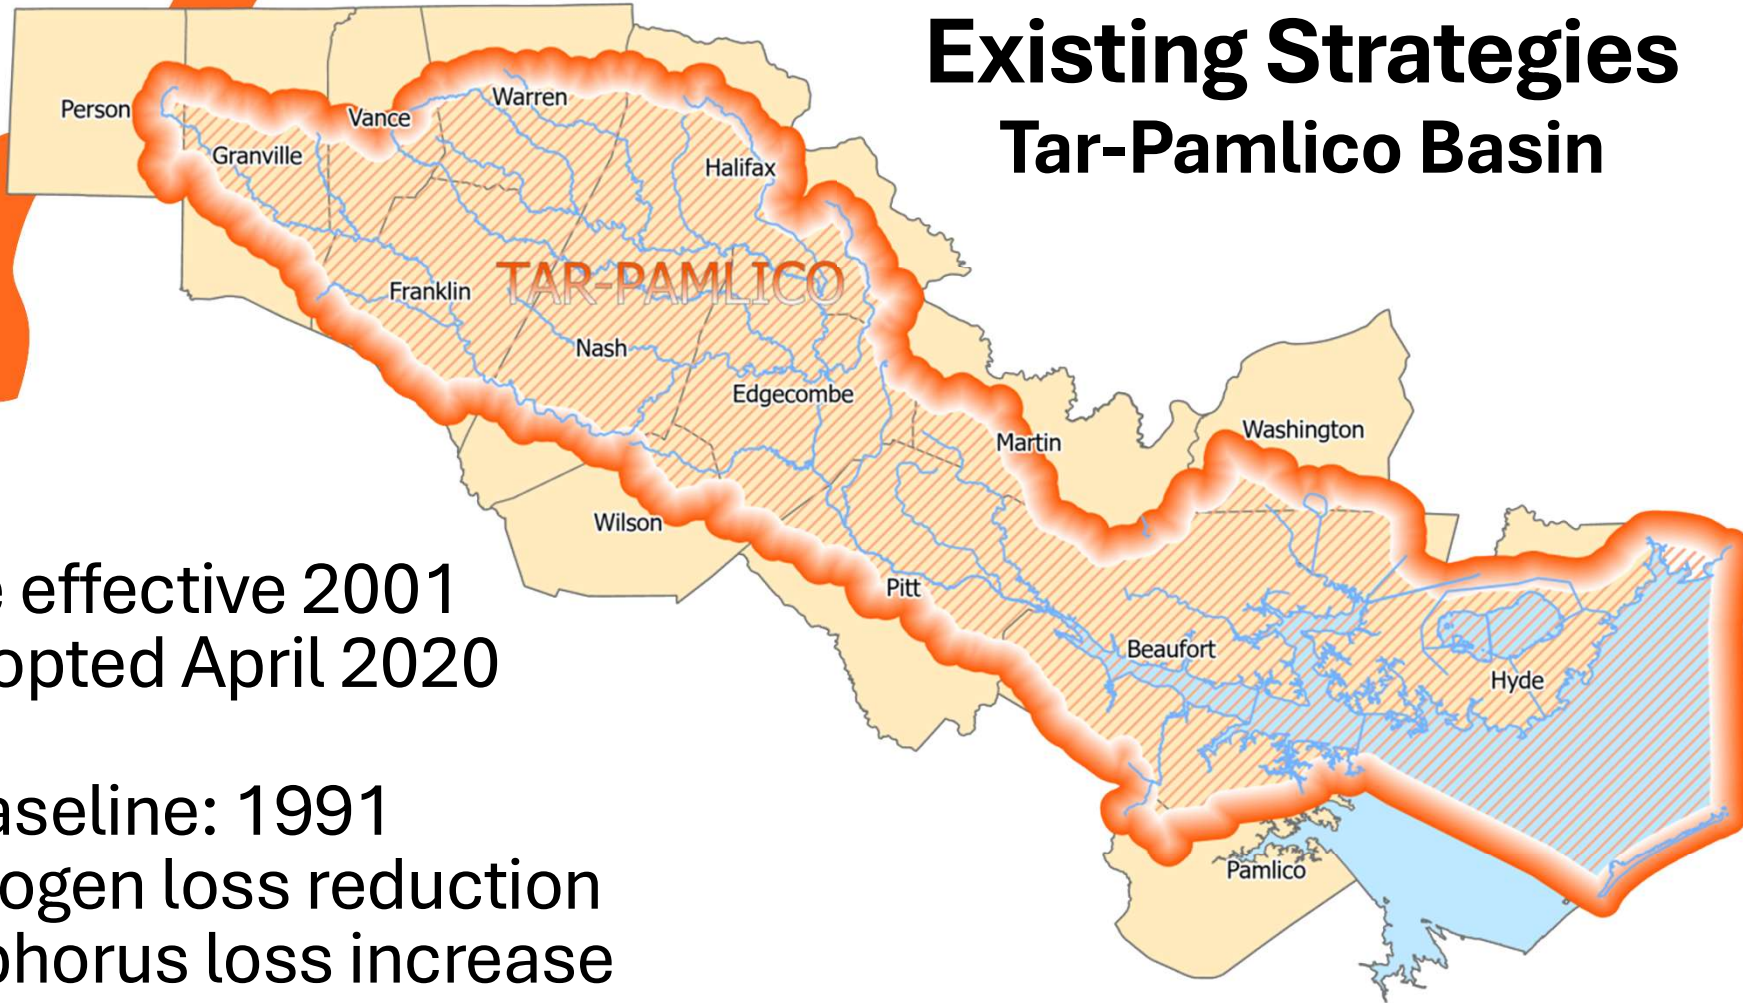 Existing Strategies
Tar-Pamlico Basin
Person
Vance
Warren
Granville
Halifax
TAR-PAMLICO
Franklin
Nash
Edgecombe
Martin
Washington
Wilson
Pitt
Beaufort
Hyde
Pamlico
effective 2001
opted April 2020
aseline: 1991
ogen loss reduction
phorus loss increase